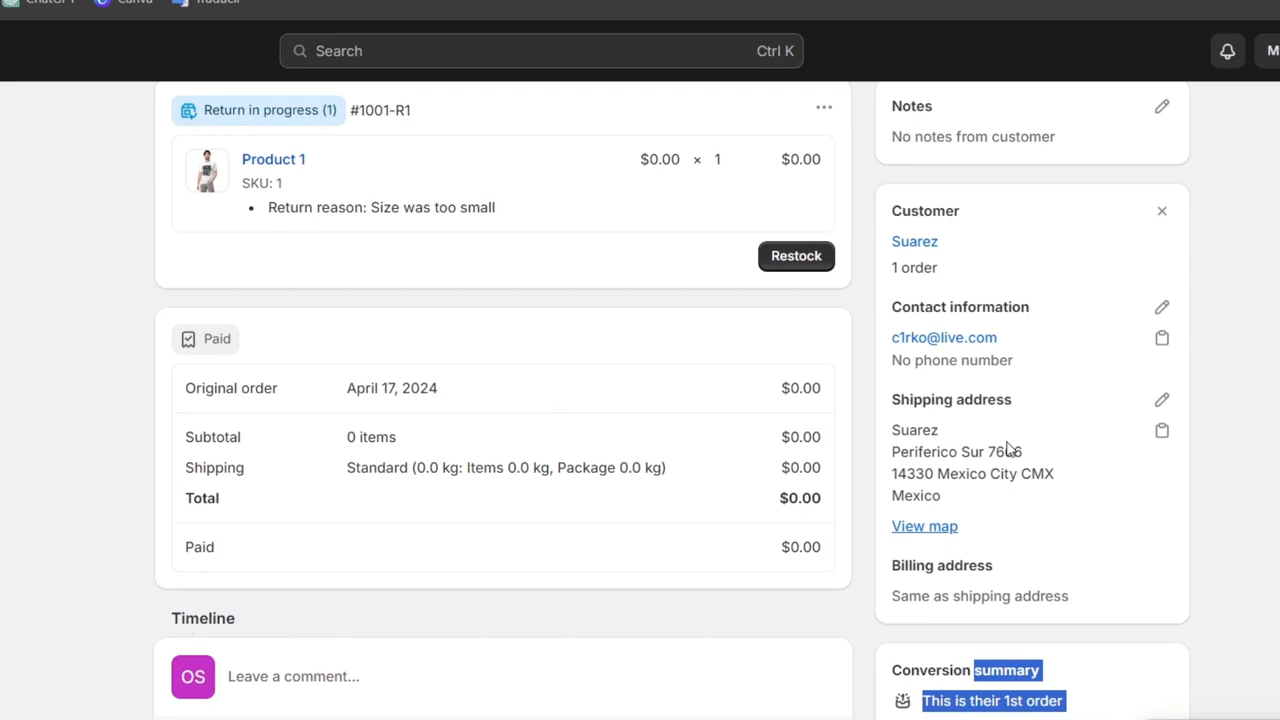 Search
Ctrl K
Return in progress (1) #1001-R1
Product 1
$0.00 × 1 $0.00
SKU: 1
• Return reason: Size was too small
Restock
Paid
Original order April 17, 2024 $0.00
Subtotal 0 items $0.00
Shipping Standard (0.0 kg: Items 0.0 kg, Package 0.0 kg) $0.00
Total $0.00
Paid $0.00
Timeline
OS Leave a comment...
Notes
No notes from customer
Customer
Suarez
1 order
Contact information
c1rko@live.com
No phone number
Shipping address
Suarez
Periferico Sur
14330 Mexico City CMX
Mexico
View map
Billing address
Same as shipping address
Conversion summary
This is their 1st order